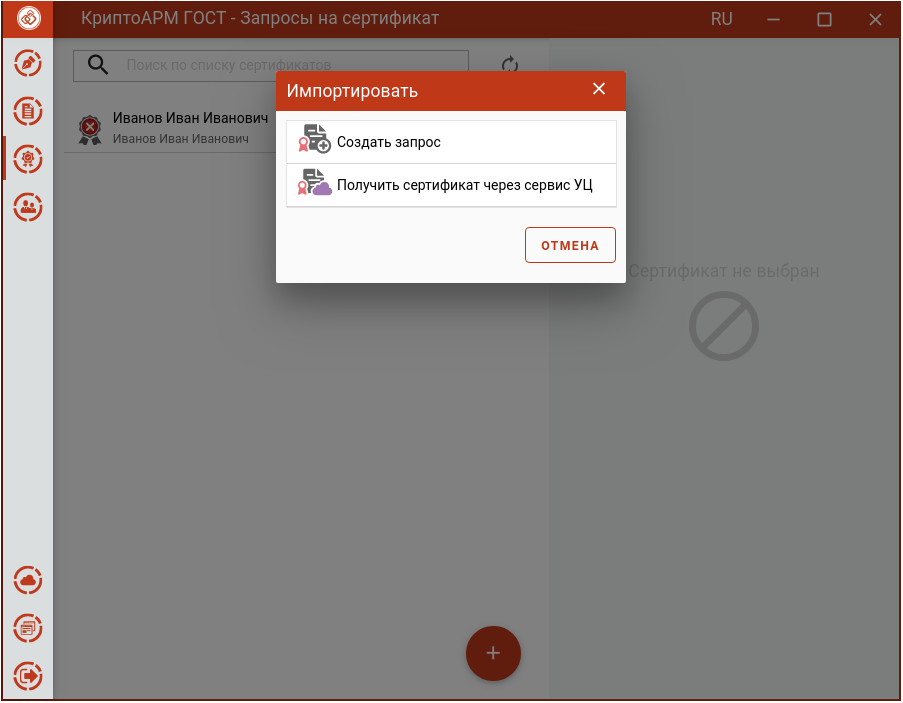 КриптоАРМ ГОСТ - Запросы на сертификат
RU
Поиск по списку сертификатов
Импортировать
Иванов Иван Иванович
Иванов Иван Иванович
Создать запрос
Получить сертификат через сервис УЦ
ОТМЕНА
Сертификат не выбран